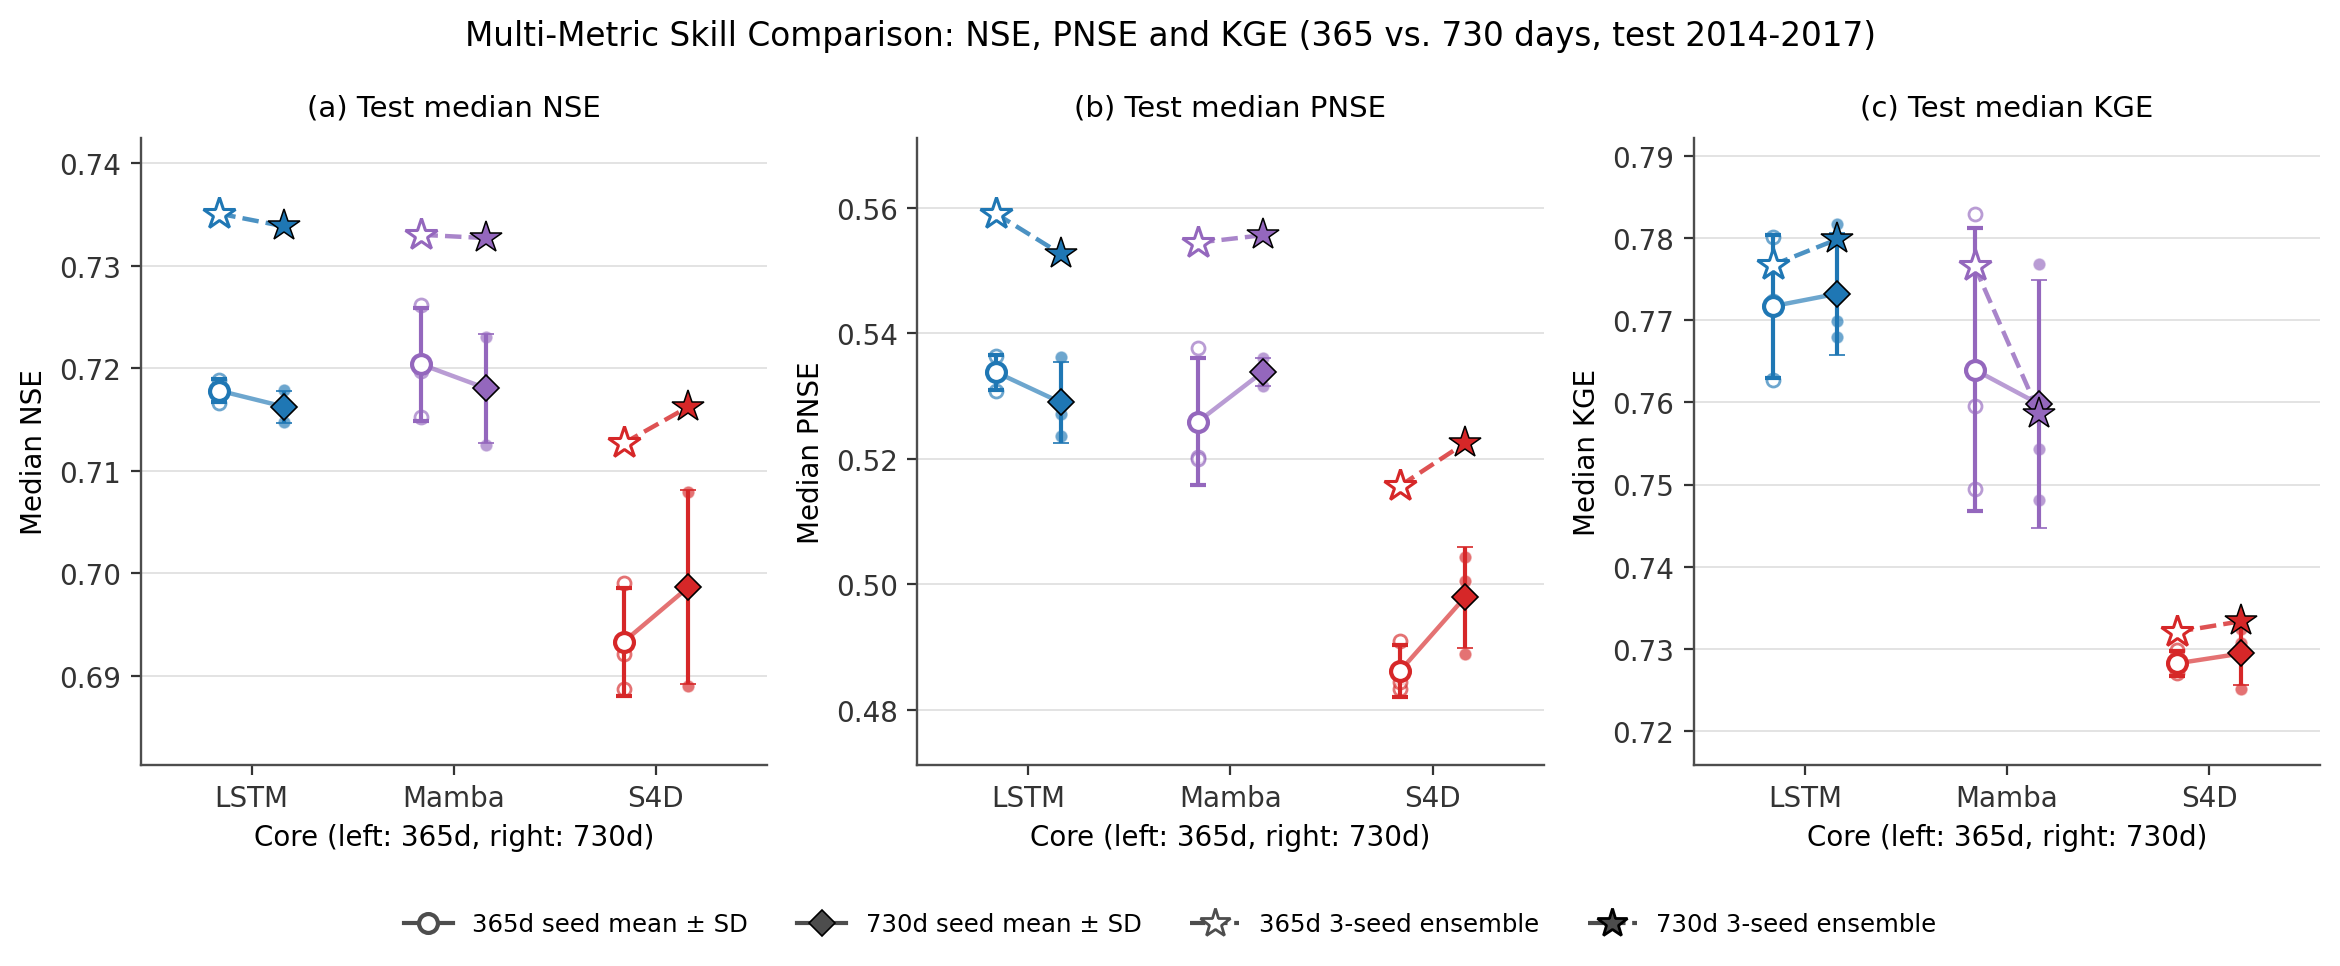 Multi-Metric Skill Comparison: NSE, PNSE and KGE (365 vs. 730 days, test 2014-2017)
(a) Test median NSE
Median NSE
0.74
0.73
0.72
0.71
0.70
0.69
LSTM Mamba S4D
Core (left: 365d, right: 730d)
(b) Test median PNSE
Median PNSE
0.56
0.54
0.52
0.50
0.48
LSTM Mamba S4D
Core (left: 365d, right: 730d)
(c) Test median KGE
Median KGE
0.79
0.78
0.77
0.76
0.75
0.74
0.73
0.72
LSTM Mamba S4D
Core (left: 365d, right: 730d)
365d seed mean ± SD 730d seed mean ± SD 365d 3-seed ensemble 730d 3-seed ensemble